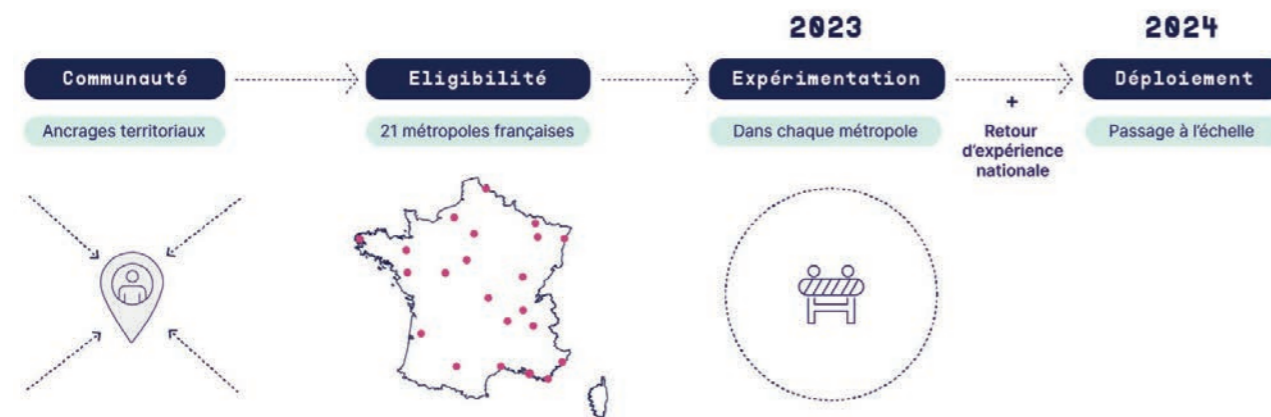 2023
2024
Communauté
Eligibilité
Expérimentation
Déploiement
Ancrages territoriaux
21 métropoles françaises
Dans chaque métropole
+
Retour
d'expérience
nationale
Passage à l'échelle